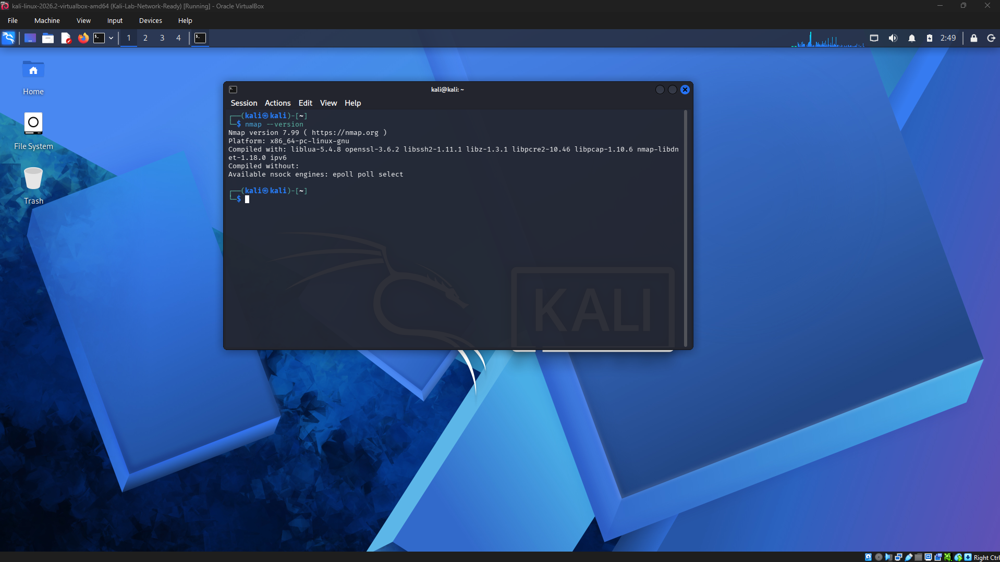 kali-linux-2026.2-virtualbox-amd64 (Kali-Lab-Network-Ready) [Running] - Oracle VirtualBox
File Machine View Input Devices Help
1 2 3 4 2:49
Home
File System
Trash
kali@kali: ~
Session Actions Edit View Help
┌──(kali㉿kali)-[~]
└─$ nmap --version
Nmap version 7.99 ( https://nmap.org )
Platform: x86_64-pc-linux-gnu
Compiled with: liblua-5.4.8 openssl-3.6.2 libssh2-1.11.1 libz-1.3.1 libpcre2-10.46 libpcap-1.10.6 nmap-libdn
et-1.18.0 ipv6
Compiled without:
Available nsock engines: epoll poll select
┌──(kali㉿kali)-[~]
└─$
KALI
Right Ctrl